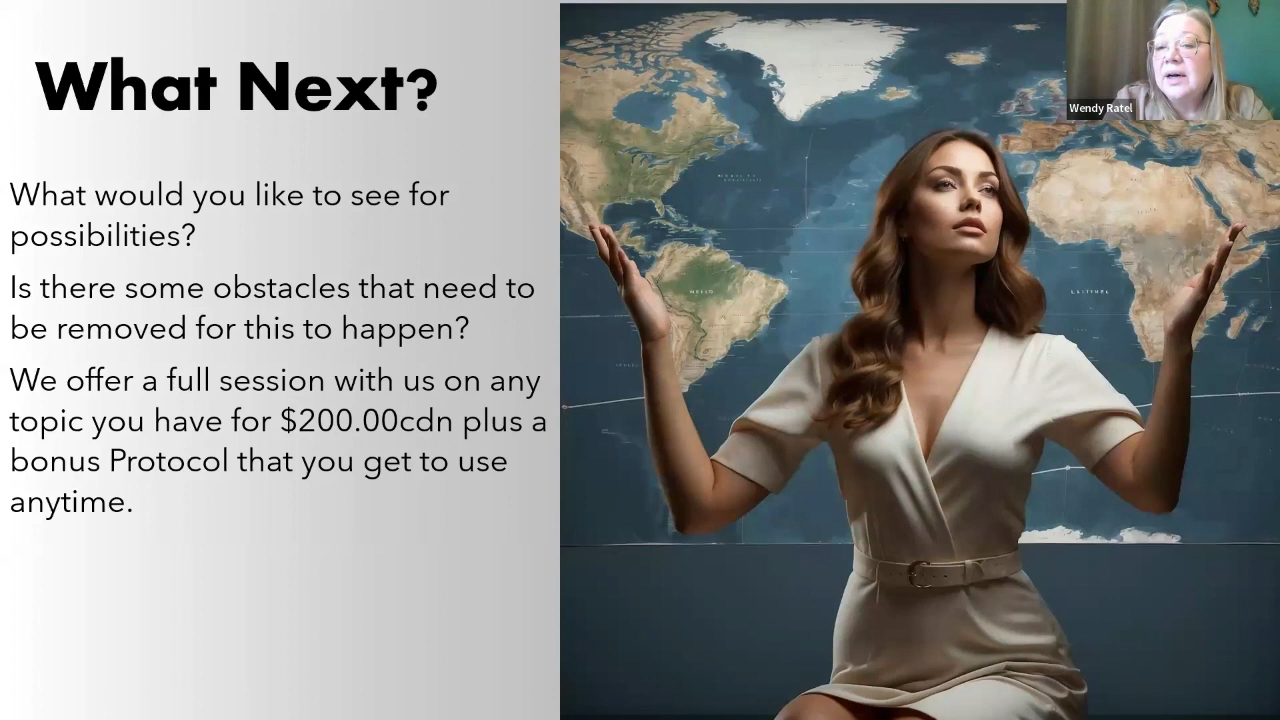 What Next?
What would you like to see for
possibilities?
Is there some obstacles that need to
be removed for this to happen?
We offer a full session with us on any
topic you have for $200.00cdn plus a
bonus Protocol that you get to use
anytime.
Wendy Ratel